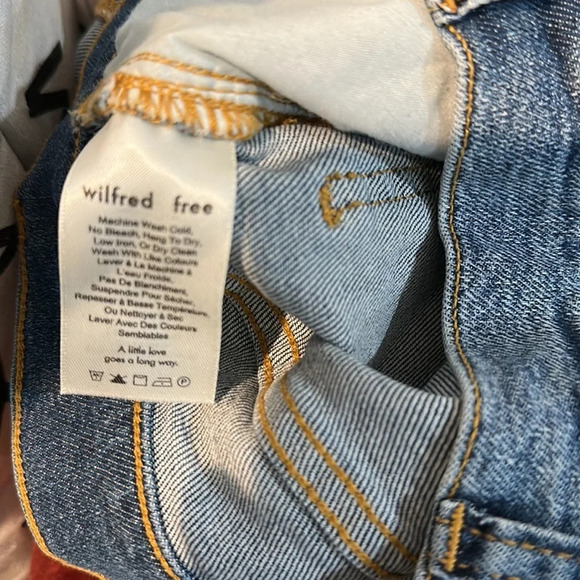 wilfred free
Machine Wash Cold,
No Bleach, Hang To Dry,
Low Iron, Or Dry Clean
Wash With Like Colours
Laver À La Machine À
L'eau Froide,
Pas De Blanchiment,
Suspendre Pour Sécher,
Repasser à Basse Température
Ou Nettoyer à Sec
Laver Avec Des Couleurs
Semblables
A little love
goes a long way.